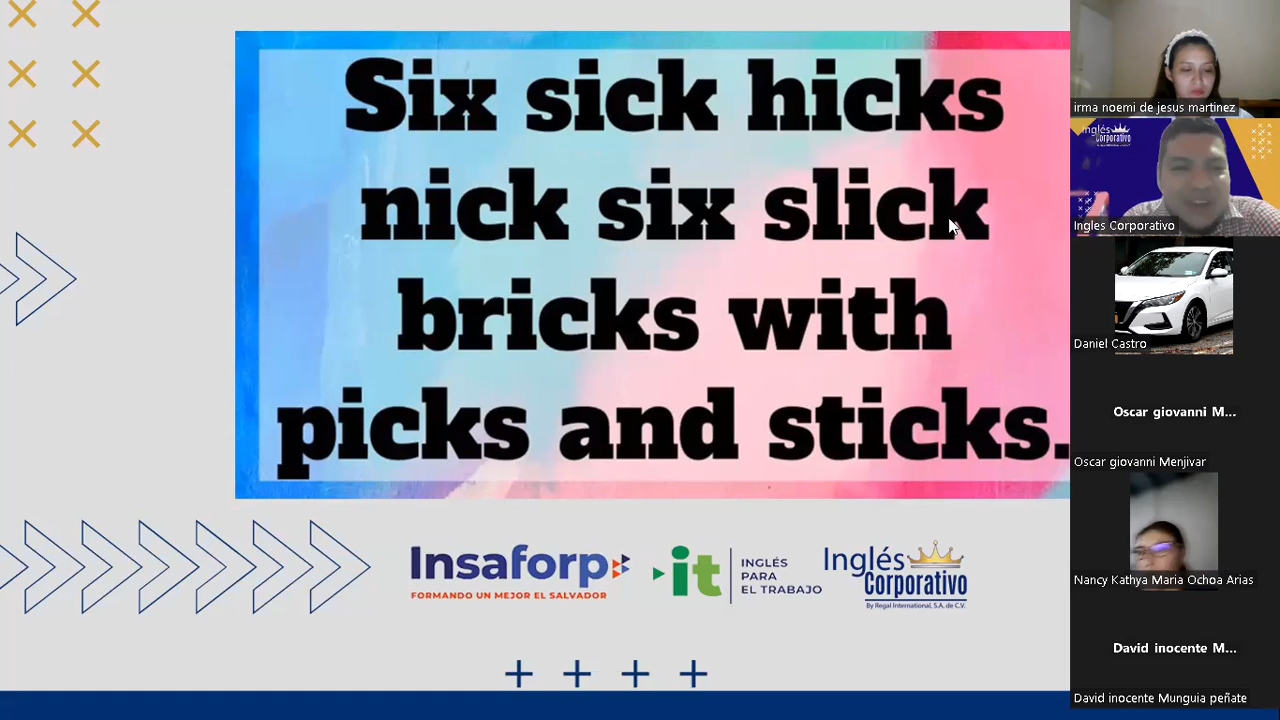 Six sick hicks
nick six slick
bricks with
picks and sticks.
Insaforp
FORMANDO UN MEJOR EL SALVADOR
it
INGLÉS
PARA
EL TRABAJO
Inglés
Corporativo
By Regal International, S.A. de C.V.
irma noemi de jesus martinez
Inglés
Corporativo
Ingles Corporativo
Daniel Castro
Oscar giovanni M...
Oscar giovanni Menjivar
Nancy Kathya Maria Ochoa Arias
David inocente M...
David inocente Munguia peñate